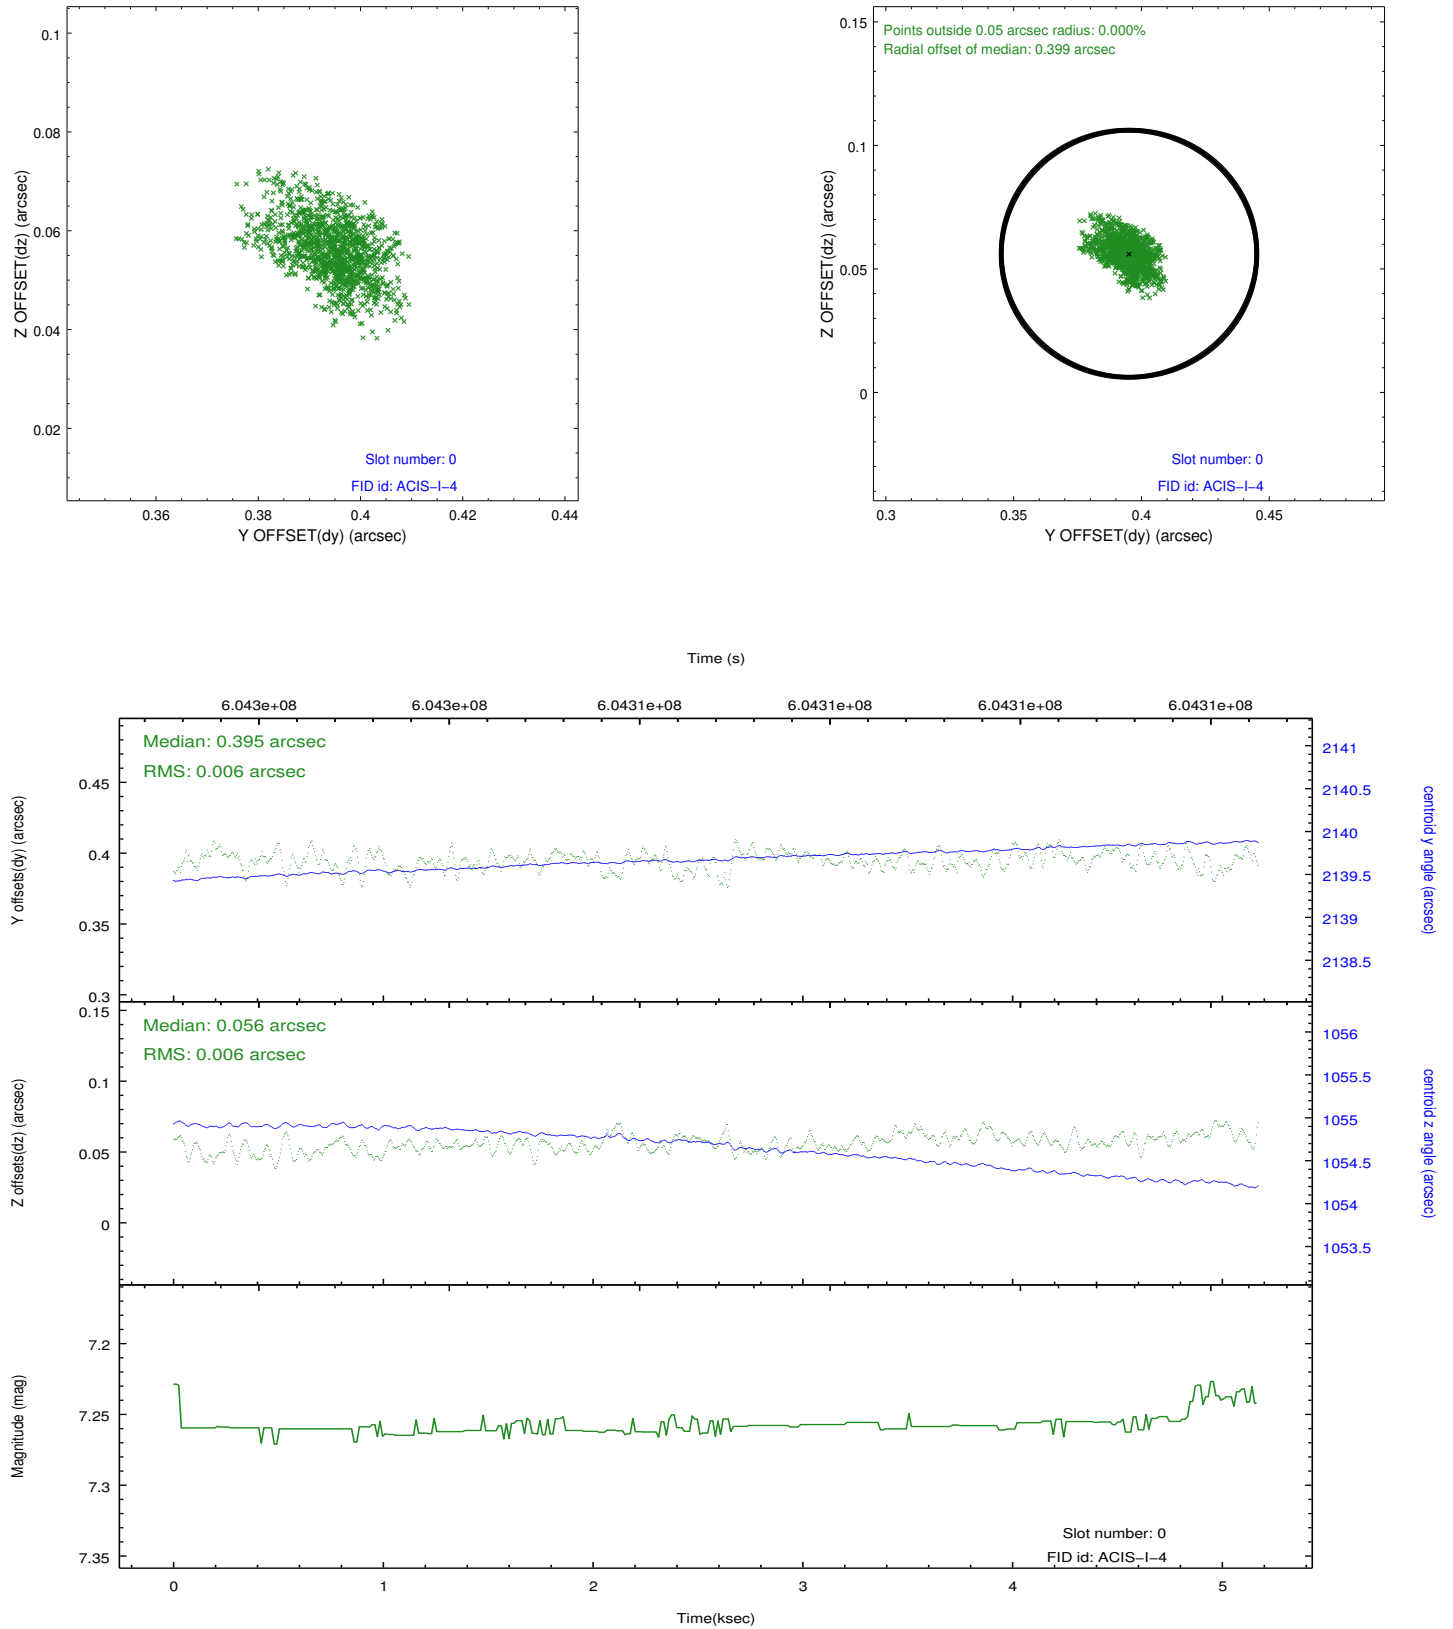 0.1
0.08
0.06
0.04
0.02
Z OFFSET(dz) (arcsec)
Slot number: 0
FID id: ACIS-I-4
0.36 0.38 0.4 0.42 0.44
Y OFFSET(dy) (arcsec)
Points outside 0.05 arcsec radius: 0.000%
Radial offset of median: 0.399 arcsec
0.15
0.1
0.05
0
Z OFFSET(dz) (arcsec)
Slot number: 0
FID id: ACIS-I-4
0.3 0.35 0.4 0.45
Y OFFSET(dy) (arcsec)
Time (s)
6.043e+08 6.043e+08 6.0431e+08 6.0431e+08 6.0431e+08 6.0431e+08
Median: 0.395 arcsec
RMS: 0.006 arcsec
0.45
0.4
0.35
0.3
Y offsets(dy) (arcsec)
2141
2140.5
2140
2139.5
2139
2138.5
centroid y angle (arcsec)
Median: 0.056 arcsec
RMS: 0.006 arcsec
0.15
0.1
0.05
0
Z offsets(dz) (arcsec)
1056
1055.5
1055
1054.5
1054
1053.5
centroid z angle (arcsec)
7.2
7.25
7.3
7.35
Magnitude (mag)
Slot number: 0
FID id: ACIS-I-4
0 1 2 3 4 5
Time(ksec)